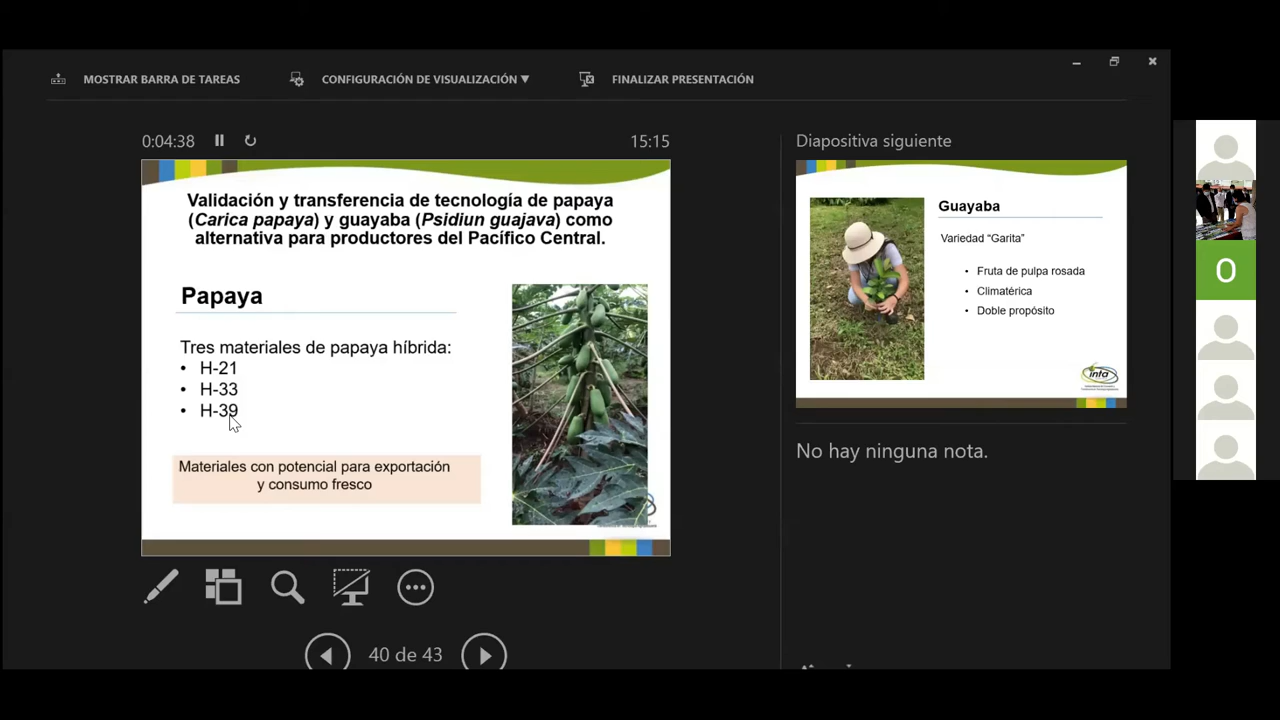 MOSTRAR BARRA DE TAREAS
CONFIGURACIÓN DE VISUALIZACIÓN ▼
FINALIZAR PRESENTACIÓN
0:04:38
15:15
Validación y transferencia de tecnología de papaya
(Carica papaya) y guayaba (Psidiun guajava) como
alternativa para productores del Pacífico Central.
Papaya
Tres materiales de papaya híbrida:
• H-21
• H-33
• H-39
Materiales con potencial para exportación
y consumo fresco
40 de 43
Diapositiva siguiente
Guayaba
Variedad “Garita”
• Fruta de pulpa rosada
• Climatérica
• Doble propósito
inta
No hay ninguna nota.
O